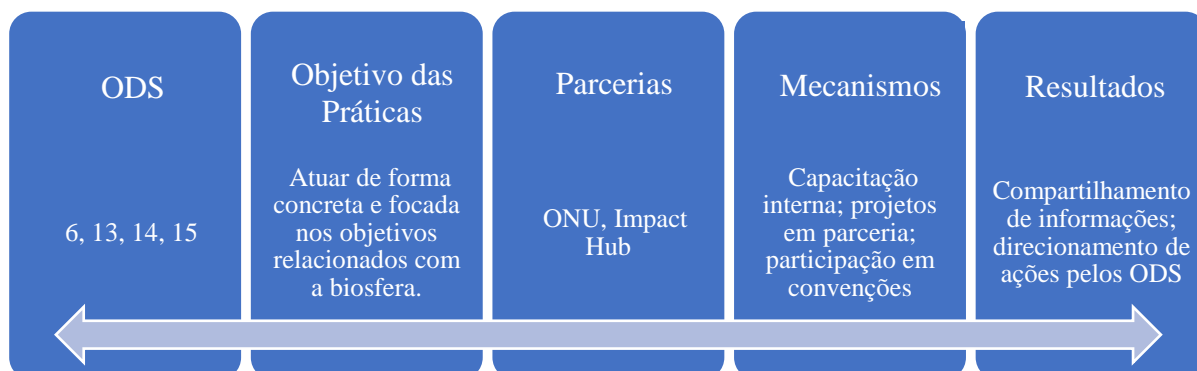 ODS
6, 13, 14, 15
Objetivo das
Práticas
Atuar de forma
concreta e focada
nos objetivos
relacionados com
a biosfera.
Parcerias
ONU, Impact
Hub
Mecanismos
Capacitação
interna; projetos
em parceria;
participação em
convenções
Resultados
Compartilhamento
de informações;
direcionamento de
ações pelos ODS